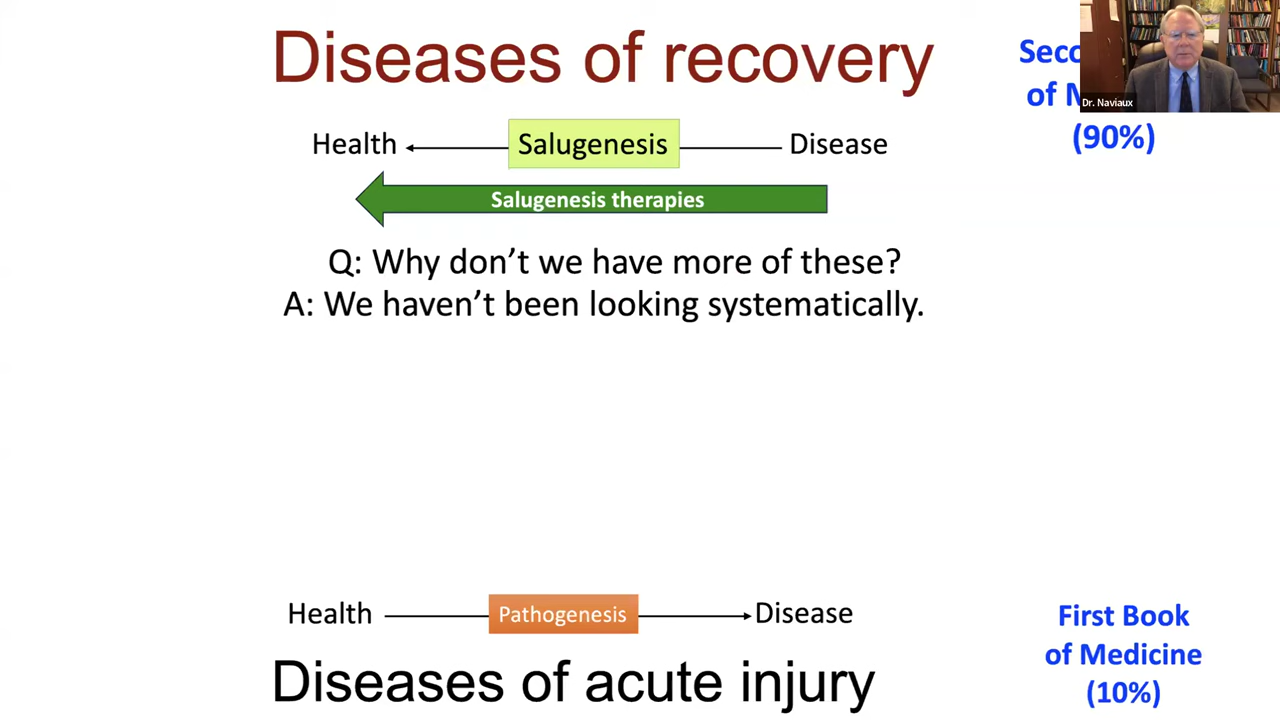 Diseases of recovery
Health Salugenesis Disease
Salugenesis therapies
Q: Why don't we have more of these?
A: We haven't been looking systematically.
of
(90%)
Dr. Naviaux
Health Pathogenesis Disease
Diseases of acute injury
First Book
of Medicine
(10%)